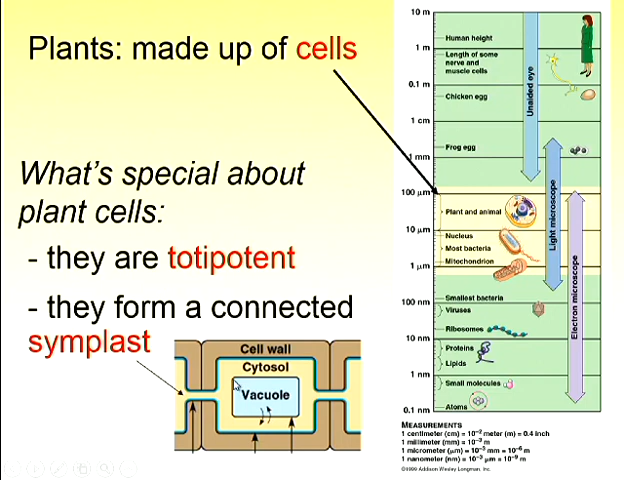 Plants: made up of cells
What's special about
plant cells:
- they are totipotent
- they form a connected
symplast
Cell wall
Cytosol
Vacuole
10 m
Human height
1 m
Length of some
nerve and
muscle cells
0.1 m
Chicken egg
1 cm
Frog egg
1 mm
100 μm
Plant and animal
10 μm
Nucleus
Most bacteria
Mitochondrion
1 μm
Smallest bacteria
100 nm
Viruses
Ribosomes
10 nm
Proteins
Lipids
1 nm
Small molecules
Atoms
0.1 nm
Unaided eye
Light microscope
Electron microscope
MEASUREMENTS
1 centimeter (cm) = 10⁻² meter (m) = 0.4 inch
1 millimeter (mm) = 10⁻³ m
1 micrometer (μm) = 10⁻³ mm = 10⁻⁶ m
1 nanometer (nm) = 10⁻³ μm = 10⁻⁹ m
©1999 Addison Wesley Longman, Inc.